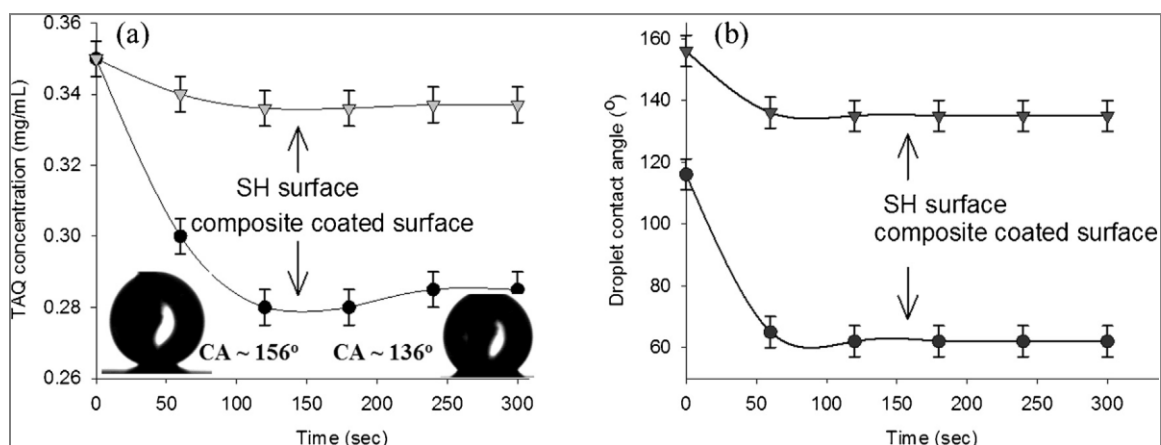 (a)
TAQ concentration (mg/mL)
0.36
0.34
0.32
0.30
0.28
0.26
SH surface
composite coated surface
CA ~ 156º
CA ~ 136º
0
50
100
150
200
250
300
Time (sec)
(b)
Droplet contact angle (º)
160
140
120
100
80
60
SH surface
composite coated surface
0
50
100
150
200
250
300
Time (sec)